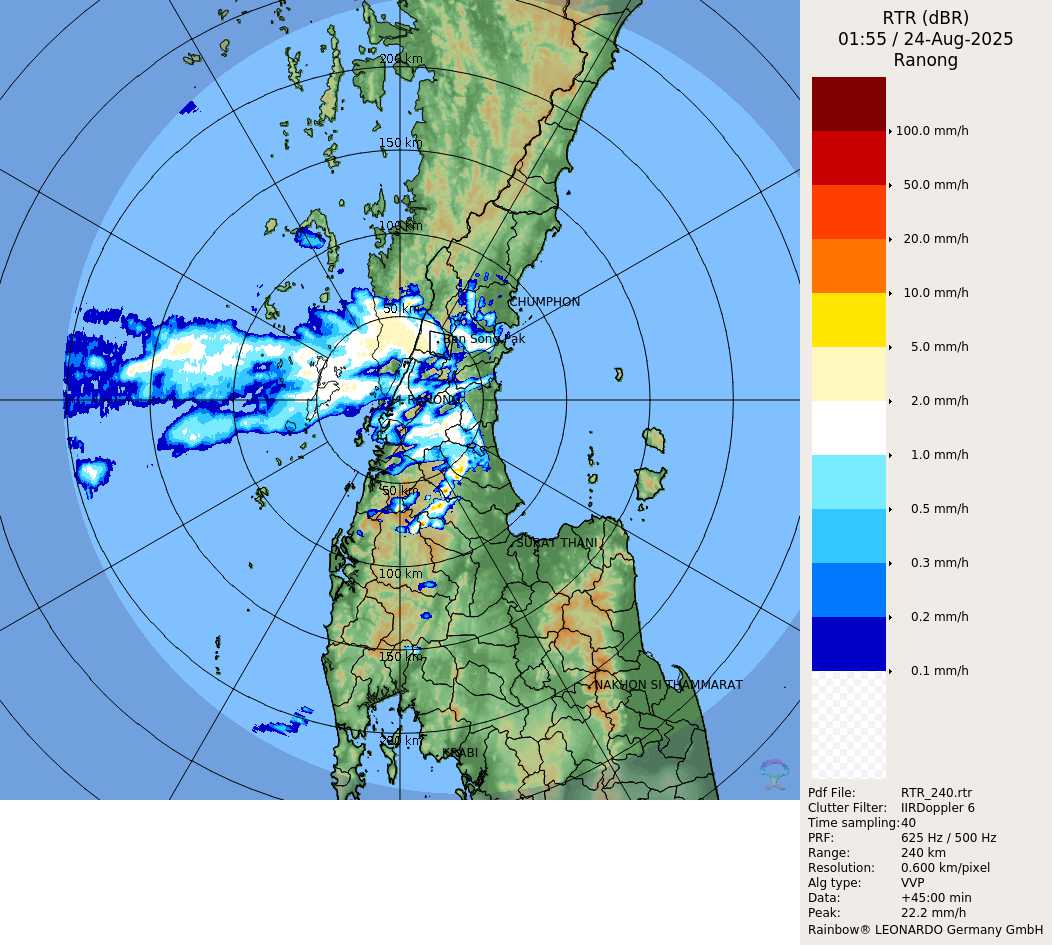 RTR (dBR)
01:55 / 24-Aug-2025
Ranong
200 km
150 km
100 km
50 km
CHUMPHON
Ban Song Pak
RANONG
50 km
SURAT THANI
100 km
150 km
NAKHON SI THAMMARAT
200 km
KRABI
100.0 mm/h
50.0 mm/h
20.0 mm/h
10.0 mm/h
5.0 mm/h
2.0 mm/h
1.0 mm/h
0.5 mm/h
0.3 mm/h
0.2 mm/h
0.1 mm/h
Pdf File: RTR_240.rtr
Clutter Filter: IIRDoppler 6
Time sampling: 40
PRF: 625 Hz / 500 Hz
Range: 240 km
Resolution: 0.600 km/pixel
Alg type: VVP
Data: +45:00 min
Peak: 22.2 mm/h
Rainbow® LEONARDO Germany GmbH